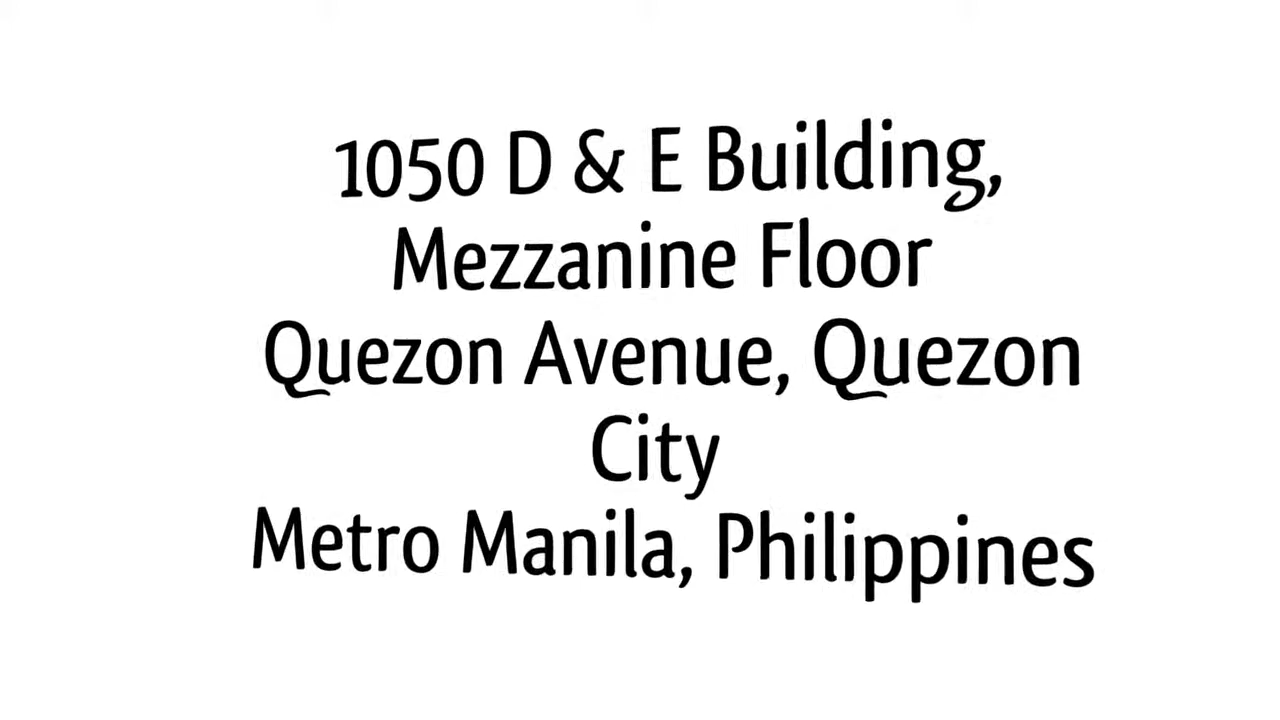 1050 D & E Building,
Mezzanine Floor
Quezon Avenue, Quezon
City
Metro Manila, Philippines